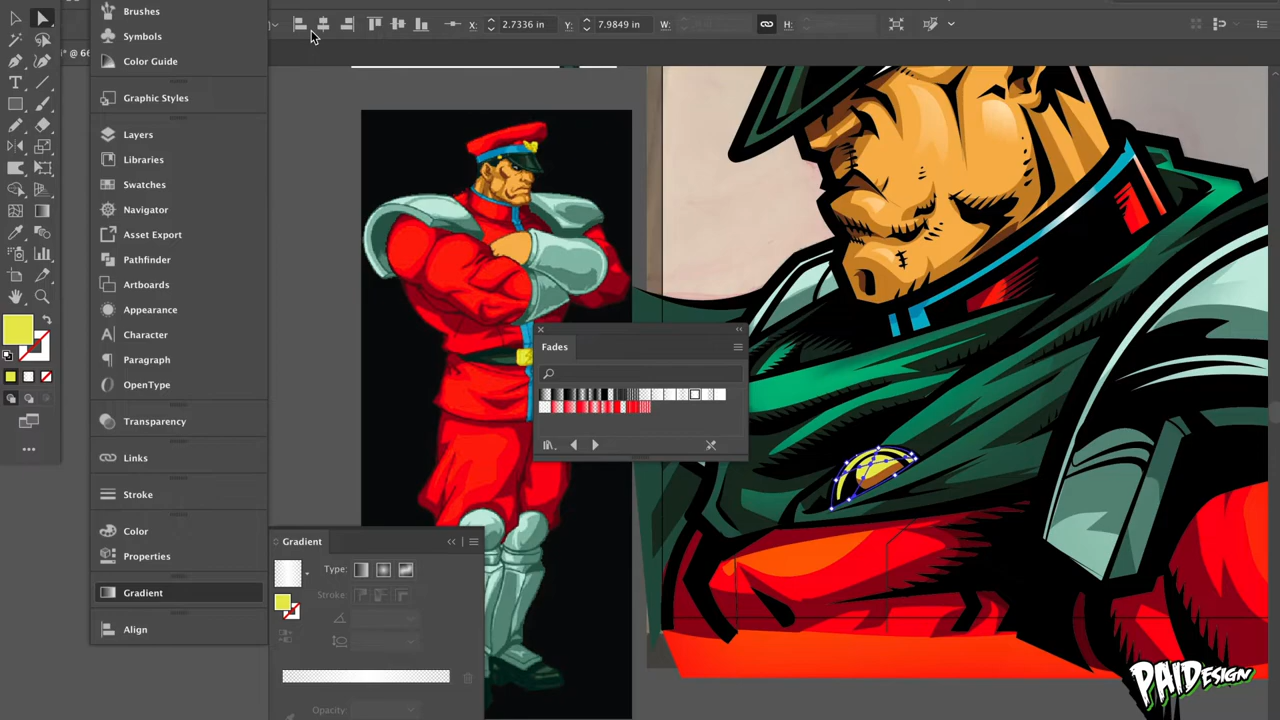 X: 2.7336 in Y: 7.9849 in W: H:
° @ 66
Brushes
Symbols
Color Guide
Graphic Styles
Layers
Libraries
Swatches
Navigator
Asset Export
Pathfinder
Artboards
Appearance
Character
Paragraph
OpenType
Transparency
Links
Stroke
Color
Properties
Gradient
Align
Fades
Gradient
Type:
Stroke:
Opacity:
PAIDESIGN